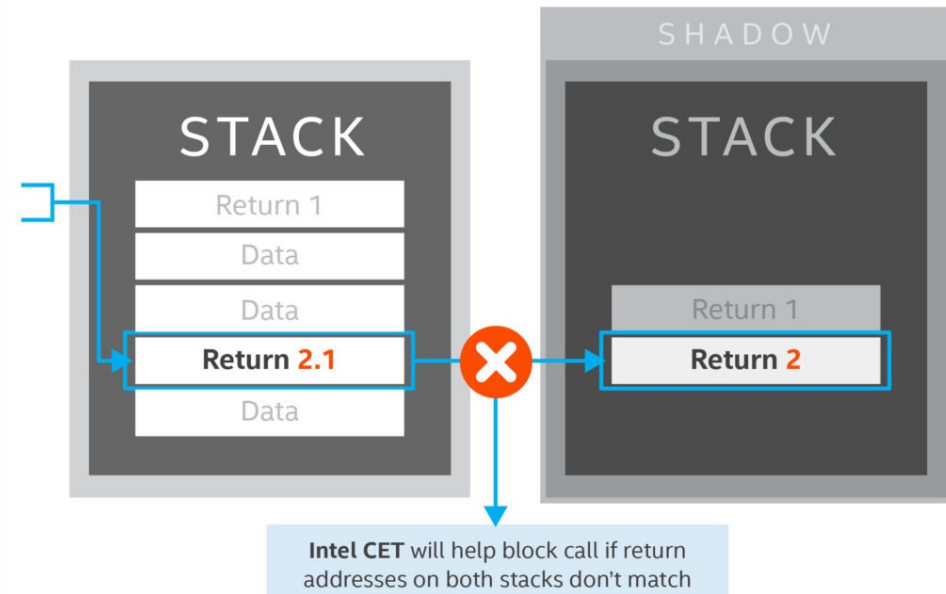 SHADOW
STACK
Return 1
Data
Data
Return 2.1
Data
STACK
Return 1
Return 2
Intel CET will help block call if return
addresses on both stacks don't match